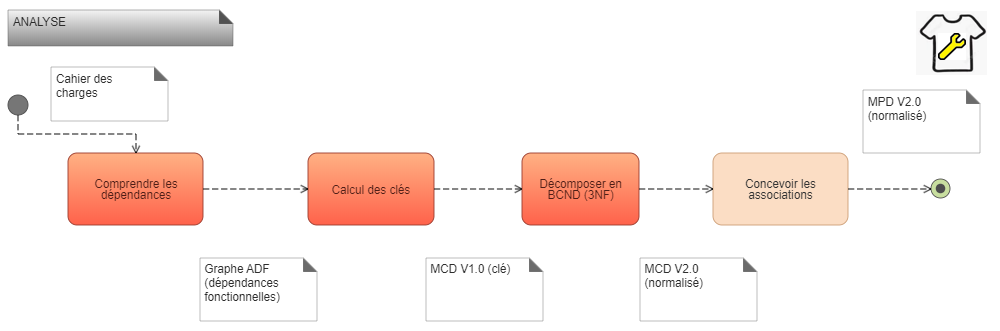 ANALYSE
Cahier des
charges
MPD V2.0
(normalisé)
Comprendre les
dépendances
Calcul des clés
Décomposer en
BCND (3NF)
Concevoir les
associations
Graphe ADF
(dépendances
fonctionnelles)
MCD V1.0 (clé)
MCD V2.0
(normalisé)